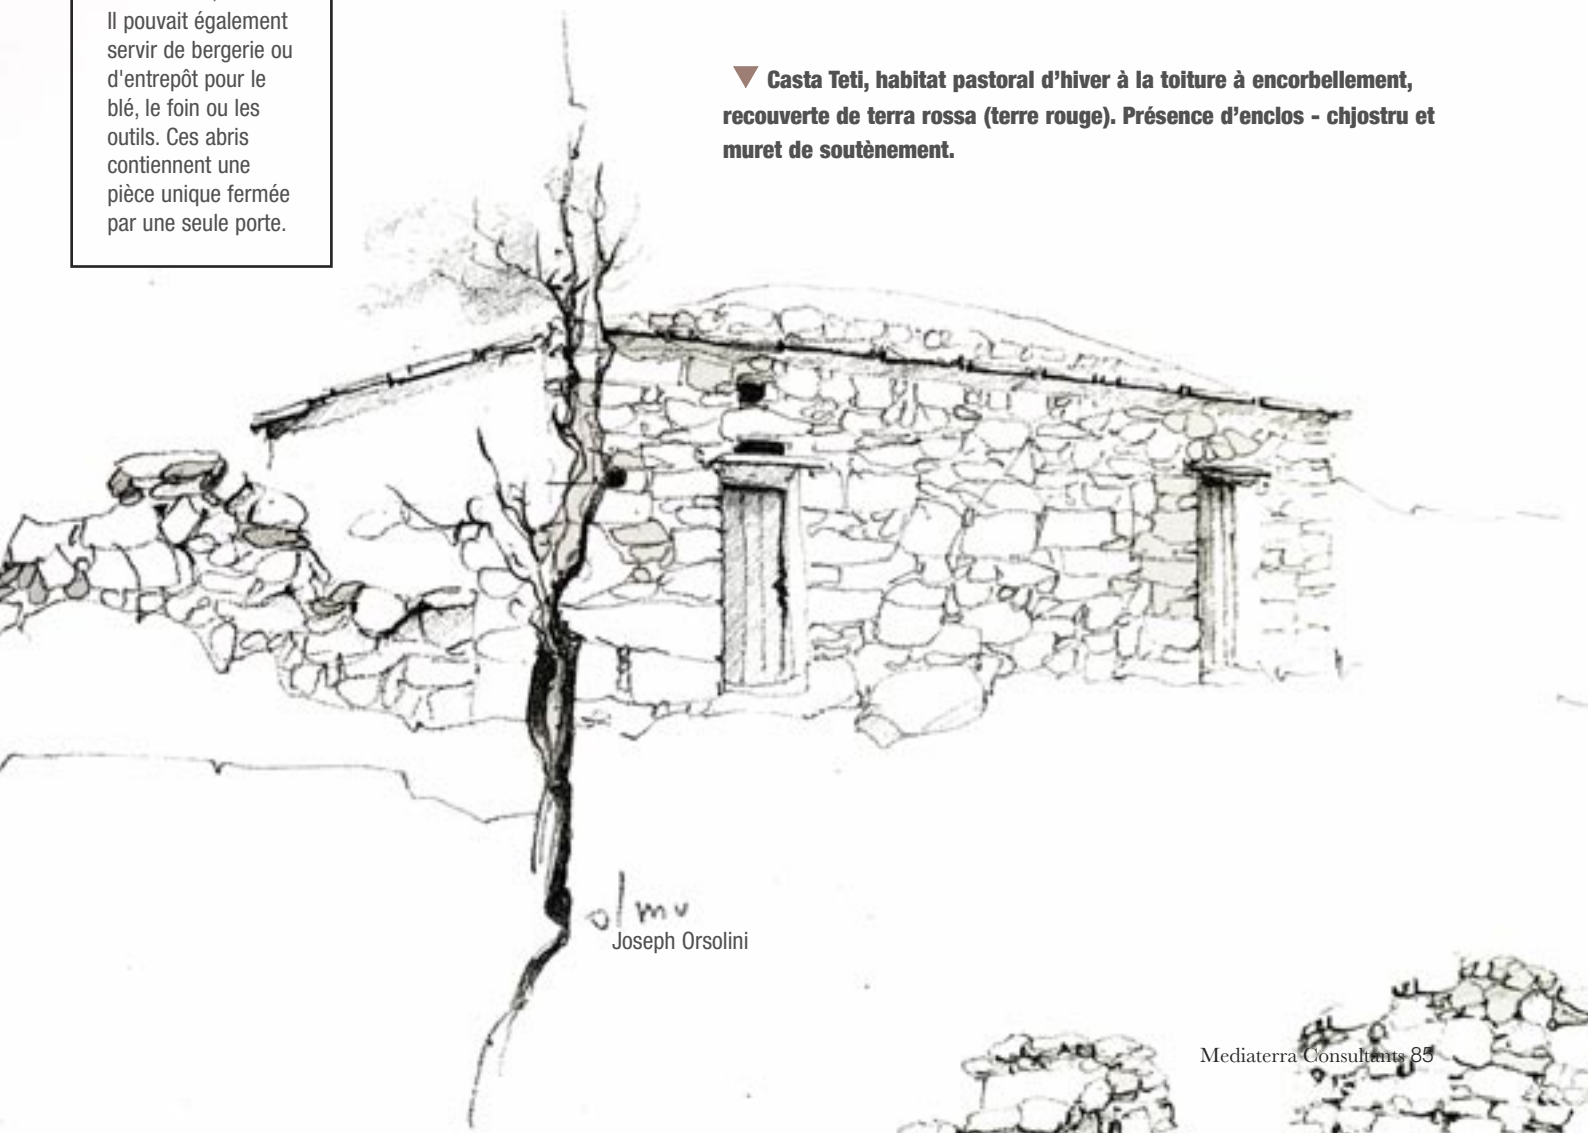 Il pouvait également
servir de bergerie ou
d'entrepôt pour le
blé, le foin ou les
outils. Ces abris
contiennent une
pièce unique fermée
par une seule porte.
▼ Casta Teti, habitat pastoral d’hiver à la toiture à encorbellement,
recouverte de terra rossa (terre rouge). Présence d’enclos - chjostru et
muret de soutènement.
olmu
Joseph Orsolini
Mediaterra Consultants 85